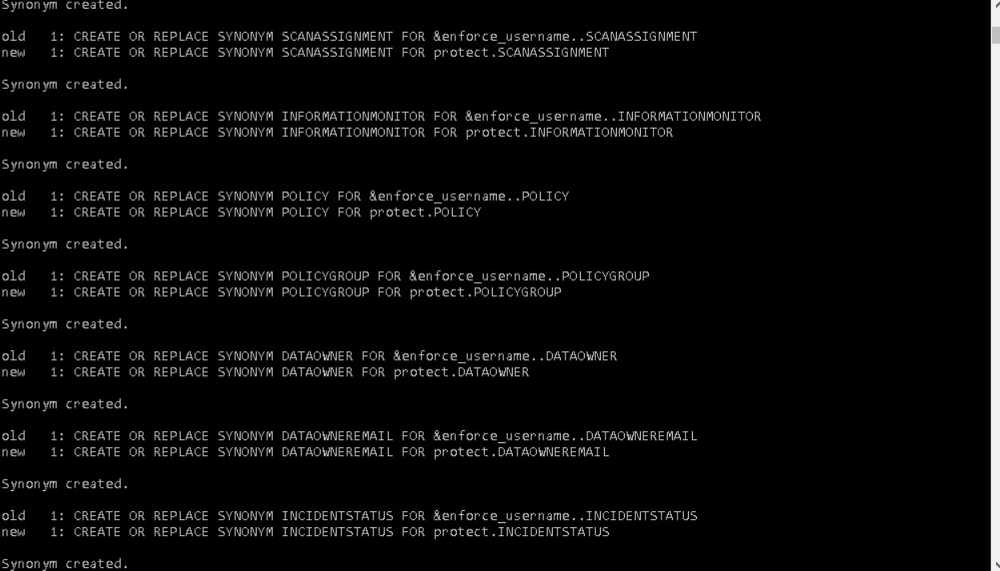 Synonym created.
old   1: CREATE OR REPLACE SYNONYM SCANASSIGNMENT FOR &enforce_username..SCANASSIGNMENT
new   1: CREATE OR REPLACE SYNONYM SCANASSIGNMENT FOR protect.SCANASSIGNMENT
Synonym created.
old   1: CREATE OR REPLACE SYNONYM INFORMATIONMONITOR FOR &enforce_username..INFORMATIONMONITOR
new   1: CREATE OR REPLACE SYNONYM INFORMATIONMONITOR FOR protect.INFORMATIONMONITOR
Synonym created.
old   1: CREATE OR REPLACE SYNONYM POLICY FOR &enforce_username..POLICY
new   1: CREATE OR REPLACE SYNONYM POLICY FOR protect.POLICY
Synonym created.
old   1: CREATE OR REPLACE SYNONYM POLICYGROUP FOR &enforce_username..POLICYGROUP
new   1: CREATE OR REPLACE SYNONYM POLICYGROUP FOR protect.POLICYGROUP
Synonym created.
old   1: CREATE OR REPLACE SYNONYM DATAOWNER FOR &enforce_username..DATAOWNER
new   1: CREATE OR REPLACE SYNONYM DATAOWNER FOR protect.DATAOWNER
Synonym created.
old   1: CREATE OR REPLACE SYNONYM DATAOWNEREMAIL FOR &enforce_username..DATAOWNEREMAIL
new   1: CREATE OR REPLACE SYNONYM DATAOWNEREMAIL FOR protect.DATAOWNEREMAIL
Synonym created.
old   1: CREATE OR REPLACE SYNONYM INCIDENTSTATUS FOR &enforce_username..INCIDENTSTATUS
new   1: CREATE OR REPLACE SYNONYM INCIDENTSTATUS FOR protect.INCIDENTSTATUS
Synonym created.